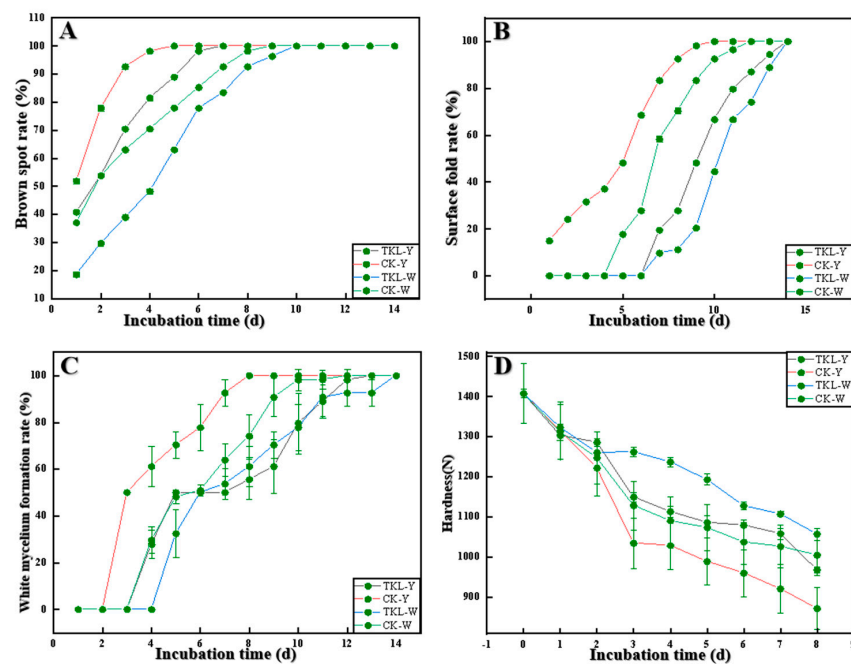 A
Brown spot rate (%)
110
100
90
80
70
60
50
40
30
20
10
0 2 4 6 8 10 12 14
Incubation time (d)
TKL-Y
CK-Y
TKL-W
CK-W
B
Surface fold rate (%)
100
80
60
40
20
0
0 5 10 15
Incubation time (d)
TKL-Y
CK-Y
TKL-W
CK-W
C
White mycelium formation rate (%)
100
80
60
40
20
0
0 2 4 6 8 10 12 14
Incubation time (d)
TKL-Y
CK-Y
TKL-W
CK-W
D
Hardness(N)
1500
1400
1300
1200
1100
1000
900
-1 0 1 2 3 4 5 6 7 8 9
Incubation time (d)
TKL-Y
CK-Y
TKL-W
CK-W